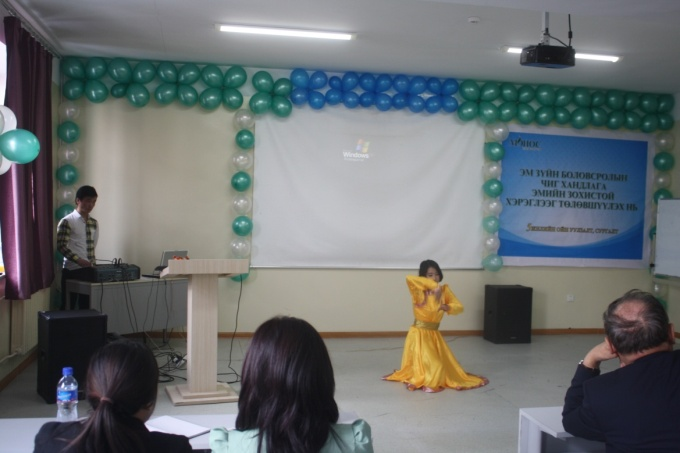 Windows
ЭМ ЗҮЙН БОЛОВСРОЛЫН
ЧИГ ХАНДЛАГА
ЭМИЙН ЗОХИСТОЙ
ХЭРЭГЛЭЭГ ТӨЛӨВШҮҮЛЭХ НЬ